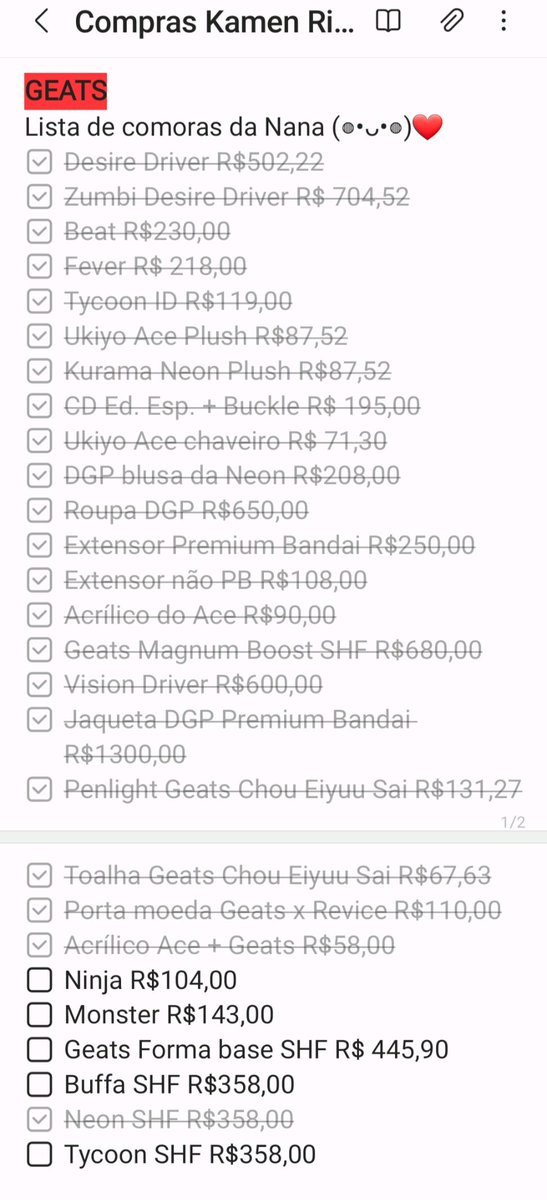 Compras Kamen Ri...
GEATS
Lista de comoras da Nana (๑•ᴗ•๑)❤️
Desire Driver R$502,22
Zumbi Desire Driver R$ 704,52
Beat R$230,00
Fever R$ 218,00
Tycoon ID R$119,00
Ukiyo Ace Plush R$87,52
Kurama Neon Plush R$87,52
CD Ed. Esp. + Buckle R$ 195,00
Ukiyo Ace chaveiro R$ 71,30
DGP blusa da Neon R$208,00
Roupa DGP R$650,00
Extensor Premium Bandai R$250,00
Extensor não PB R$108,00
Acrílico do Ace R$90,00
Geats Magnum Boost SHF R$680,00
Vision Driver R$600,00
Jaqueta DGP Premium Bandai
R$1300,00
Penlight Geats Chou Eiyuu Sai R$131,27
1/2
Toalha Geats Chou Eiyuu Sai R$67,63
Porta moeda Geats x Revice R$110,00
Acrílico Ace + Geats R$58,00
Ninja R$104,00
Monster R$143,00
Geats Forma base SHF R$ 445,90
Buffa SHF R$358,00
Neon SHF R$358,00
Tycoon SHF R$358,00